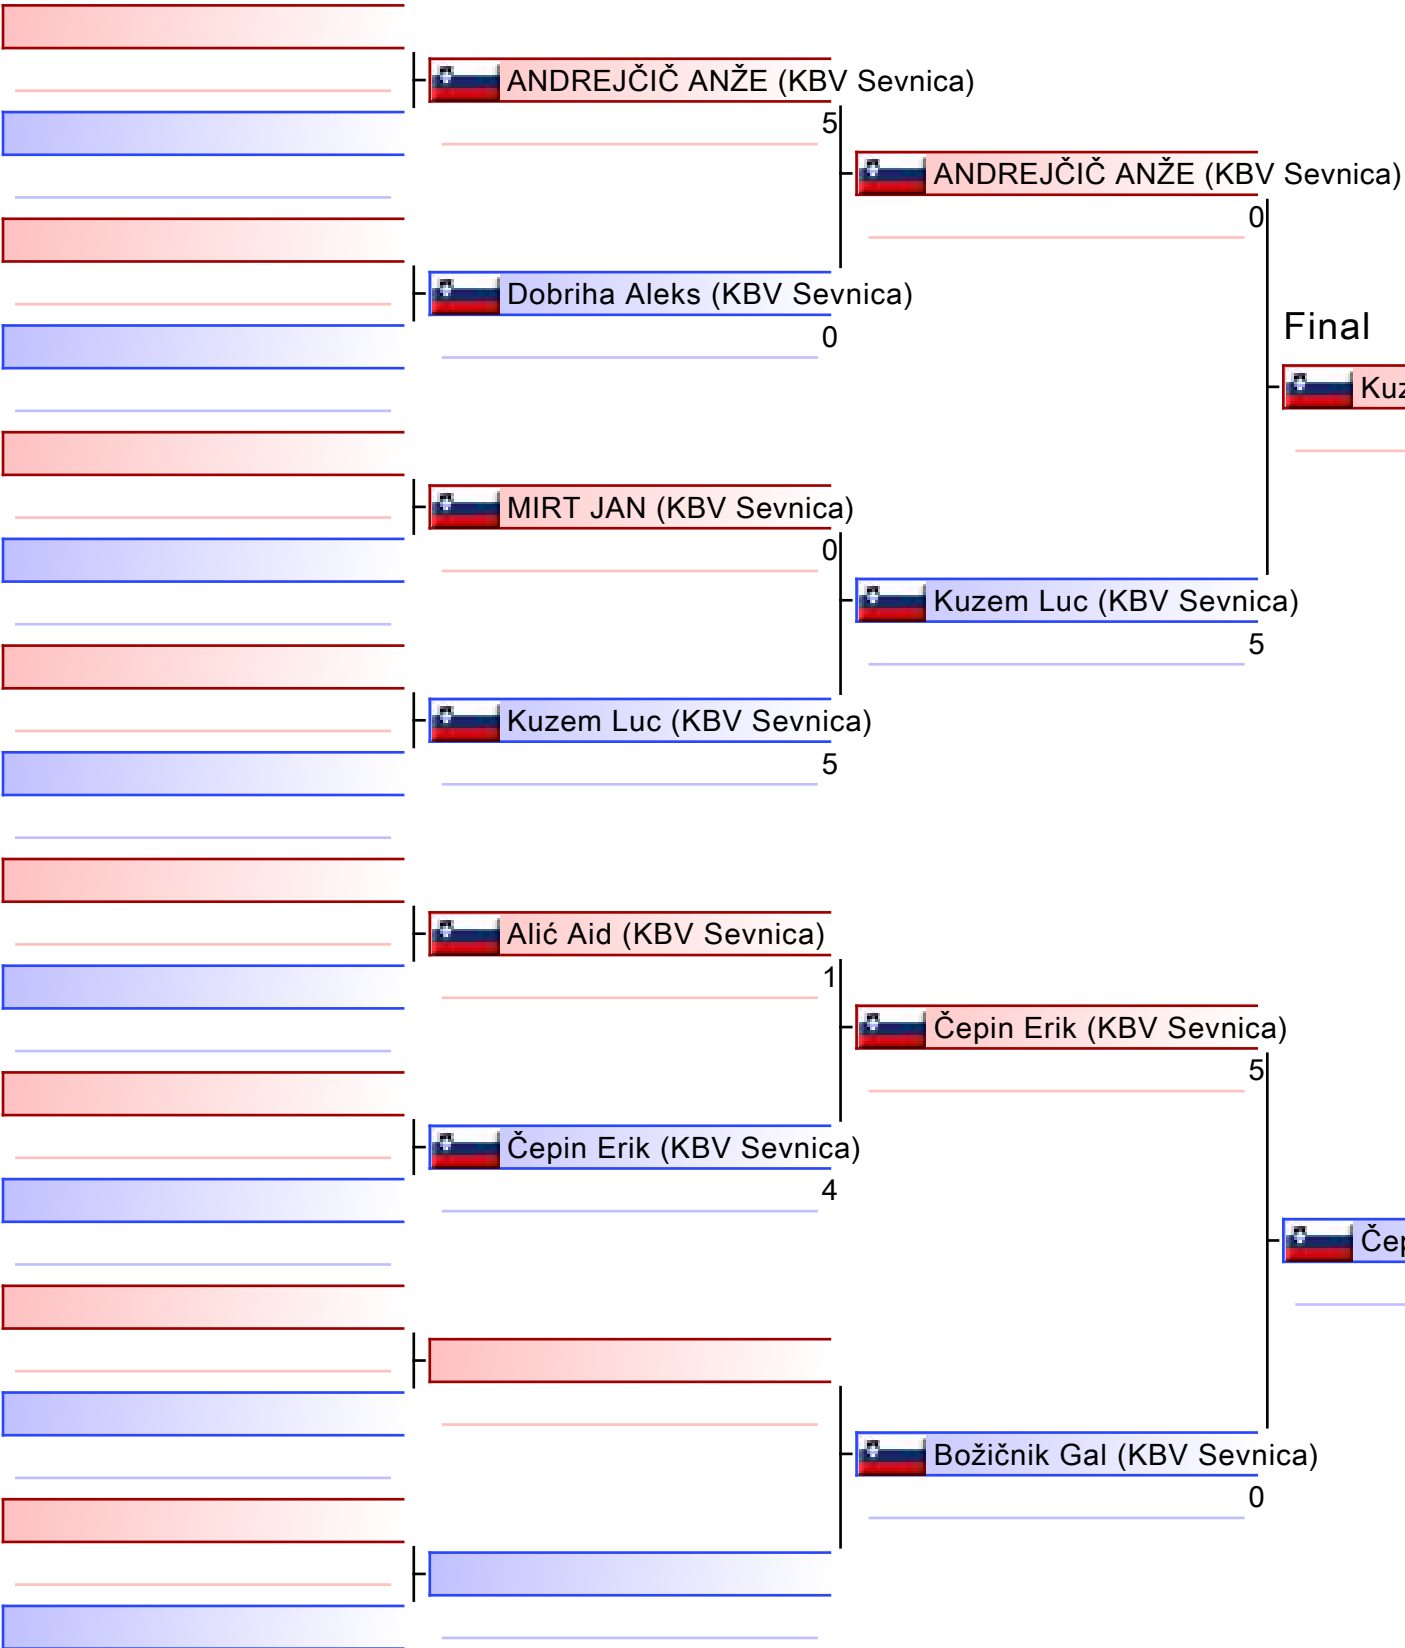 ANDREJČIČ ANŽE (KBV Sevnica)
5
Dobriha Aleks (KBV Sevnica)
0
MIRT JAN (KBV Sevnica)
0
Kuzem Luc (KBV Sevnica)
5
Alić Aid (KBV Sevnica)
1
Čepin Erik (KBV Sevnica)
4
ANDREJČIČ ANŽE (KBV Sevnica)
0
Kuzem Luc (KBV Sevnica)
5
Čepin Erik (KBV Sevnica)
5
Božičnik Gal (KBV Sevnica)
0
Final